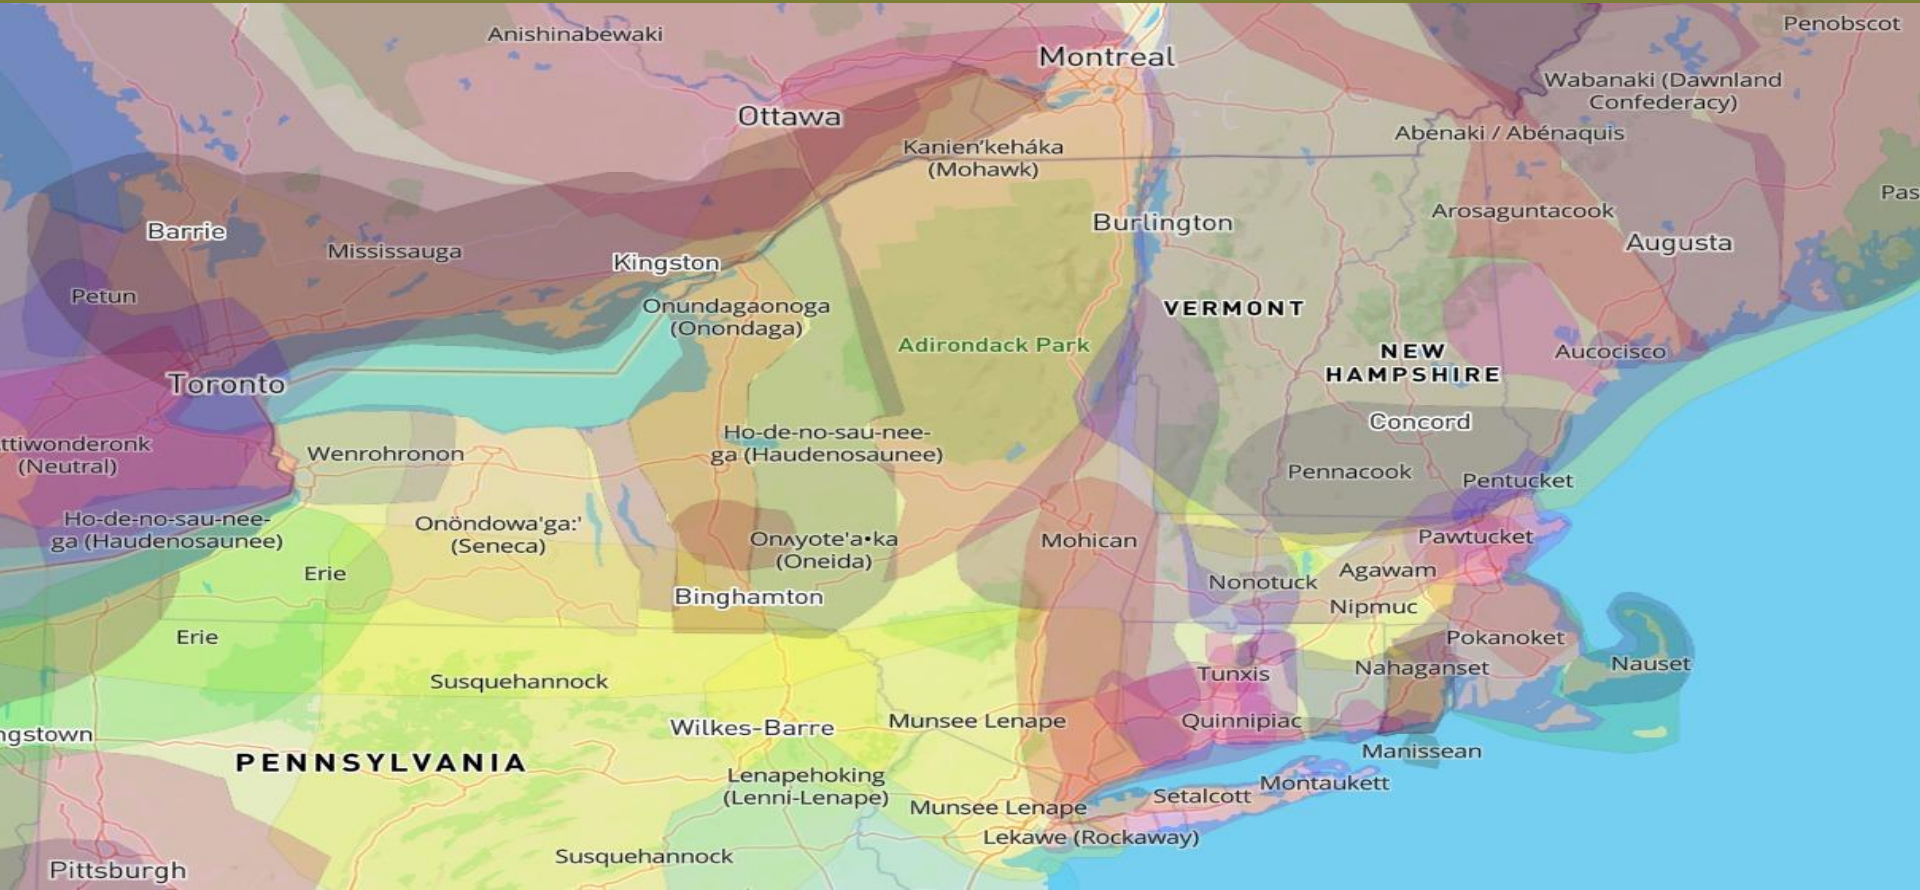 Penobscot
Anishinabewaki
Montreal
Wabanaki (Dawnland
Confederacy)
Ottawa
Abenaki / Abénaquis
Kanien’kehá꞉ka
(Mohawk)
Pas
Arosaguntacook
Burlington
Barrie
Augusta
Mississauga
Kingston
Petun
Onundagaonoga
(Onondaga)
VERMONT
Adirondack Park
NEW
HAMPSHIRE
Aucocisco
Toronto
Concord
Ho-de-no-sau-nee-
ga (Haudenosaunee)
ttiwonderonk
(Neutral)
Wenrohronon
Pennacook
Pentucket
Ho-de-no-sau-nee-
ga (Haudenosaunee)
Onöndowa'ga:'
(Seneca)
Onʌyote'a•ka
(Oneida)
Mohican
Pawtucket
Erie
Nonotuck
Agawam
Binghamton
Nipmuc
Erie
Pokanoket
Nauset
Nahaganset
Tunxis
Susquehannock
Munsee Lenape
Quinnipiac
Wilkes-Barre
ngstown
Manissean
PENNSYLVANIA
Lenapehoking
(Lenni-Lenape)
Montaukett
Setalcott
Munsee Lenape
Lekawe (Rockaway)
Susquehannock
Pittsburgh